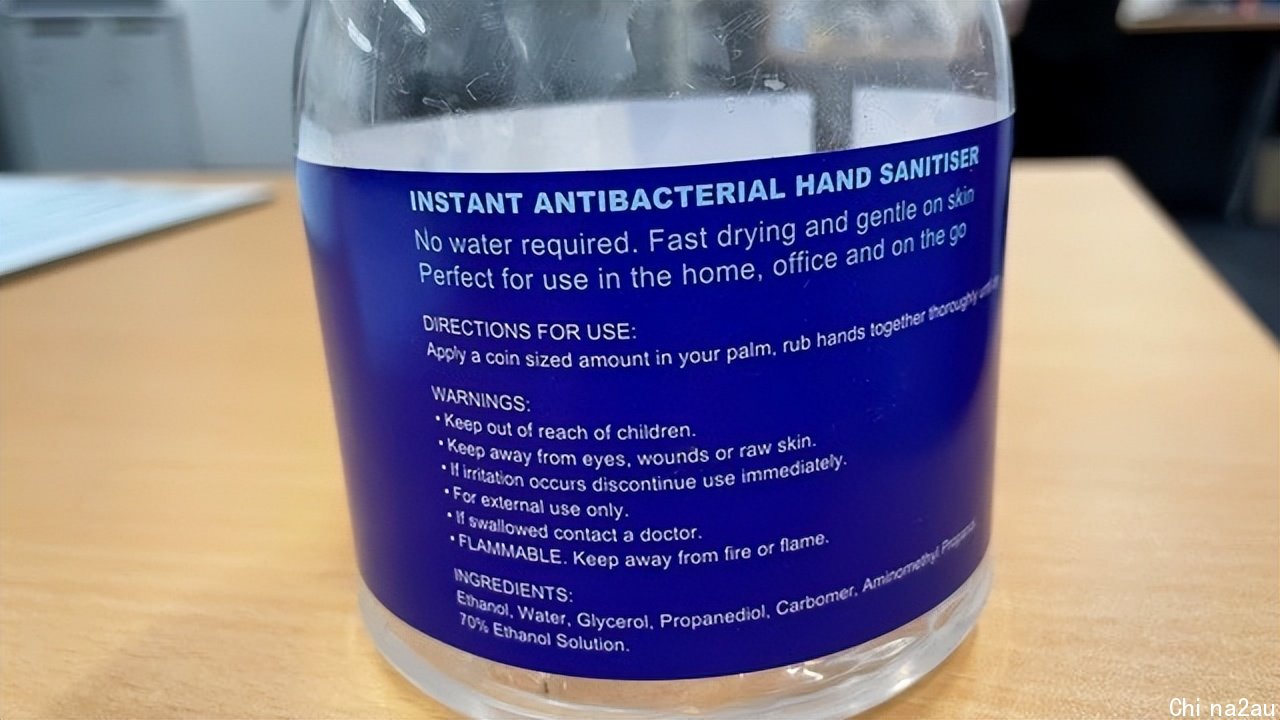 INSTANT ANTIBACTERIAL HAND SANITISER
No water required. Fast drying and gentle on skin
Perfect for use in the home, office and on the go
DIRECTIONS FOR USE:
Apply a coin sized amount in your palm, rub hands together thoroughly until
WARNINGS:
• Keep out of reach of children.
• Keep away from eyes, wounds or raw skin.
• If irritation occurs discontinue use immediately.
• For external use only.
• If swallowed contact a doctor.
• FLAMMABLE. Keep away from fire or flame.
INGREDIENTS:
Ethanol, Water, Glycerol, Propanediol, Carbomer, Aminomethyl Propanol.
70% Ethanol Solution.
Chi na2au